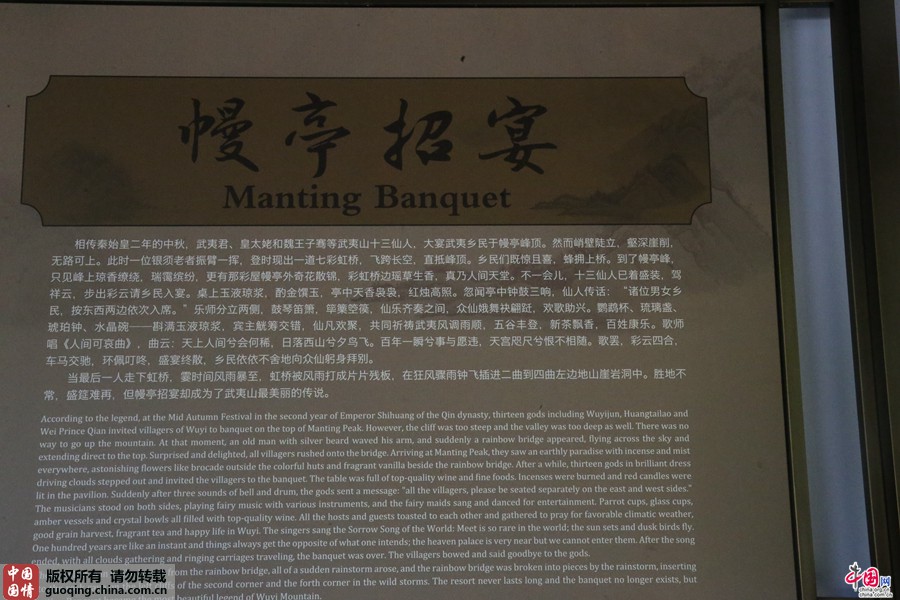 幔亭招宴
Manting Banquet
相传秦始皇二年的中秋，武夷君、皇太姥和魏王子骞等武夷山十三仙人，大宴武夷乡民于幔亭峰顶。然而峭壁陡立，壑深崖削，
无路可上。此时一位银须老者振臂一挥，登时现出一道七彩虹桥，飞跨长空，直抵峰顶。乡民们既惊且喜，蜂拥上桥。到了幔亭峰，
只见峰上琼香缭绕，瑞霭缤纷，更有那彩屋幔亭外奇花散锦，彩虹桥边瑶草生香，真乃人间天堂。不一会儿，十三仙人已着盛装，驾
祥云，步出彩云请乡民入宴。桌上玉液琼浆，酌金馔玉，亭中天香袅袅，红烛高照。忽闻亭中钟鼓三响，仙人传话：“诸位男女乡
民，按东西两边依次入席。”乐师分立两侧，鼓琴笛箫，筚篥箜篌，仙乐齐奏之间，众仙娥舞袂翩跹，欢歌助兴。鹦鹉杯、琉璃盏、
琥珀钟、水晶碗——斟满玉液琼浆，宾主觥筹交错，仙凡欢聚，共同祈祷武夷风调雨顺，五谷丰登，新茶飘香，百姓康乐。歌师
唱《人间可哀曲》，曲云：天上人间兮会何稀，日落西山兮夕鸟飞。百年一瞬兮事与愿违，天宫咫尺兮恨不相随。歌罢，彩云四合，
车马交驰，环佩叮咚，盛宴终散，乡民依依不舍地向众仙躬身拜别。
当最后一人走下虹桥，霎时间风雨暴至，虹桥被风雨打成片片残板，在狂风骤雨钟飞插进二曲到四曲左边地山崖岩洞中。胜地不
常，盛筵难再，但幔亭招宴却成为了武夷山最美丽的传说。
According to the legend, at the Mid Autumn Festival in the second year of Emperor Shihuang of the Qin dynasty, thirteen gods including Wuyijun, Huangtailao and
Wei Prince Qian invited villagers of Wuyi to banquet on the top of Manting Peak. However, the cliff was too steep and the valley was too deep as well. There was no
way to go up the mountain. At that moment, an old man with silver beard waved his arm, and suddenly a rainbow bridge appeared, flying across the sky and
extending direct to the top. Surprised and delighted, all villagers rushed onto the bridge. Arriving at Manting Peak, they saw an earthly paradise with incense and mist
everywhere, astonishing flowers like brocade outside the colorful huts and fragrant vanilla beside the rainbow bridge. After a while, thirteen gods in brilliant dress
driving clouds stepped out and invited the villagers to the banquet. The table was full of top-quality wine and fine foods. Incenses were burned and red candles were
lit in the pavilion. Suddenly after three sounds of bell and drum, the gods sent a message: "all the villagers, please be seated separately on the east and west sides."
The musicians stood on both sides, playing fairy music with various instruments, and the fairy maids sang and danced for entertainment. Parrot cups, glass cups,
amber vessels and crystal bowls all filled with top-quality wine. All the hosts and guests toasted to each other and gathered to pray for favorable climatic weather,
good grain harvest, fragrant tea and happy life in Wuyi. The singers sang the Sorrow Song of the World: Meet is so rare in the world; the sun sets and dusk birds fly.
One hundred years are like an instant and things always get the opposite of what one intends; the heaven palace is very near but we cannot enter them. After the song
ended, with all clouds gathering and ringing carriages traveling, the banquet was over. The villagers bowed and said goodbye to the gods.
from the rainbow bridge, all of a sudden rainstorm arose, and the rainbow bridge was broken into pieces by the rainstorm, inserting
of the second corner and the forth corner in the wild storms. The resort never lasts long and the banquet no longer exists, but
beautiful legend of Wuyi Mountain.
中国国情
版权所有 请勿转载
guoqing.china.com.cn
中国网
china.org.cn